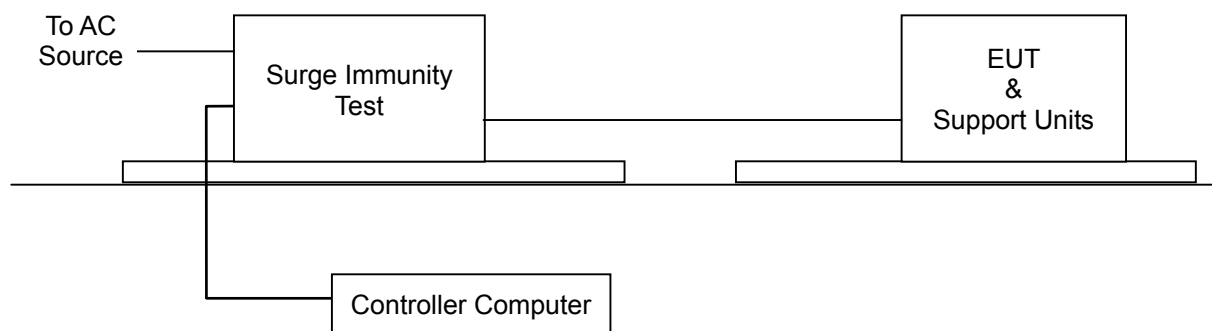 To AC
Source
Surge Immunity
Test
EUT
&
Support Units
Controller Computer